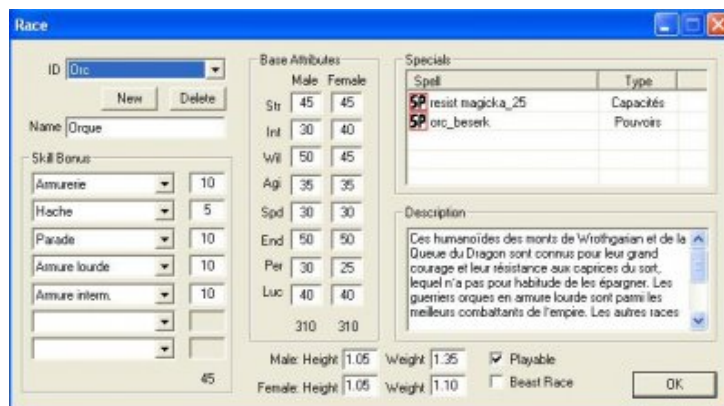 Race
ID Orc
New Delete
Name Orque
Skill Bonus
Armurerie 10
Hache 5
Parade 10
Armure lourde 10
Armure interm. 10
45
Base Attributes
Male Female
Str 45 45
Int 30 40
Wil 50 45
Agi 35 35
Spd 30 30
End 50 50
Per 30 25
Luc 40 40
310 310
Male: Height 1.05 Weight 1.35
Female: Height 1.05 Weight 1.10
Specials
Spell Type
SP resist magicka_25 Capacités
SP orc_beserk Pouvoirs
Description
Ces humanoïdes des monts de Wrothgarian et de la
Queue du Dragon sont connus pour leur grand
courage et leur résistance aux caprices du sort,
lequel n'a pas pour habitude de les épargner. Les
guerriers orques en armure lourde sont parmi les
meilleurs combattants de l'empire. Les autres races
Playable
Beast Race
OK